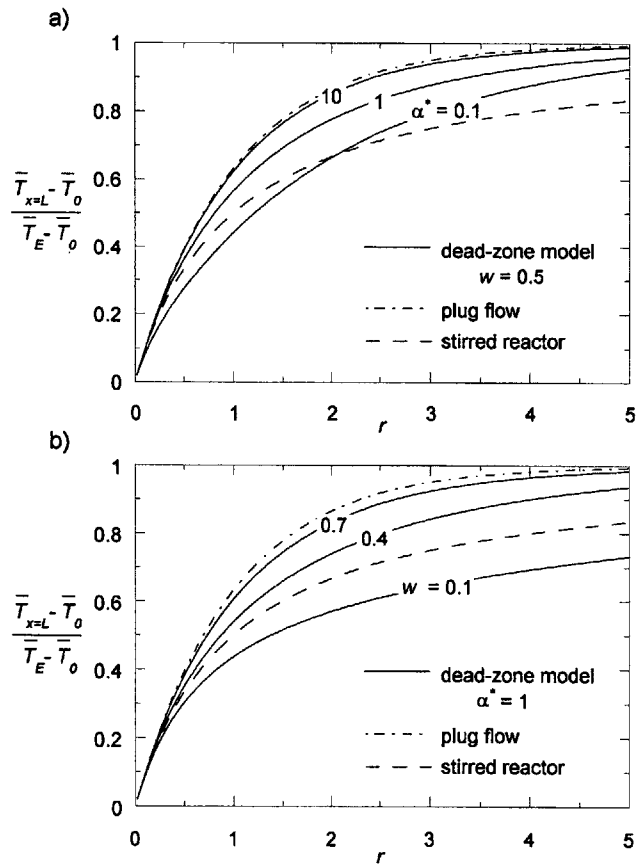 a)
1
0.8
0.6
0.4
0.2
0
T̅x=L - T̅0
T̅E - T̅0
10
1
α* = 0.1
dead-zone model
w = 0.5
plug flow
stirred reactor
0 1 2 3 4 5
r
b)
1
0.8
0.6
0.4
0.2
0
T̅x=L - T̅0
T̅E - T̅0
0.7
0.4
w = 0.1
dead-zone model
α* = 1
plug flow
stirred reactor
0 1 2 3 4 5
r